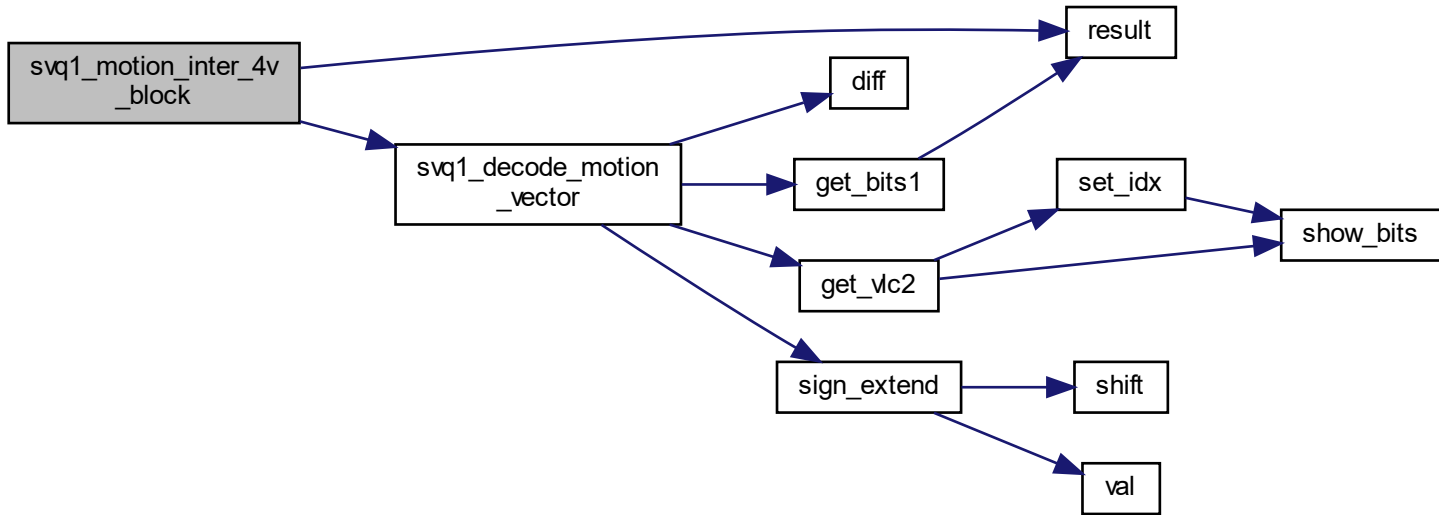 svq1_motion_inter_4v
_block
result
diff
svq1_decode_motion
_vector
get_bits1
set_idx
show_bits
get_vlc2
sign_extend
shift
val